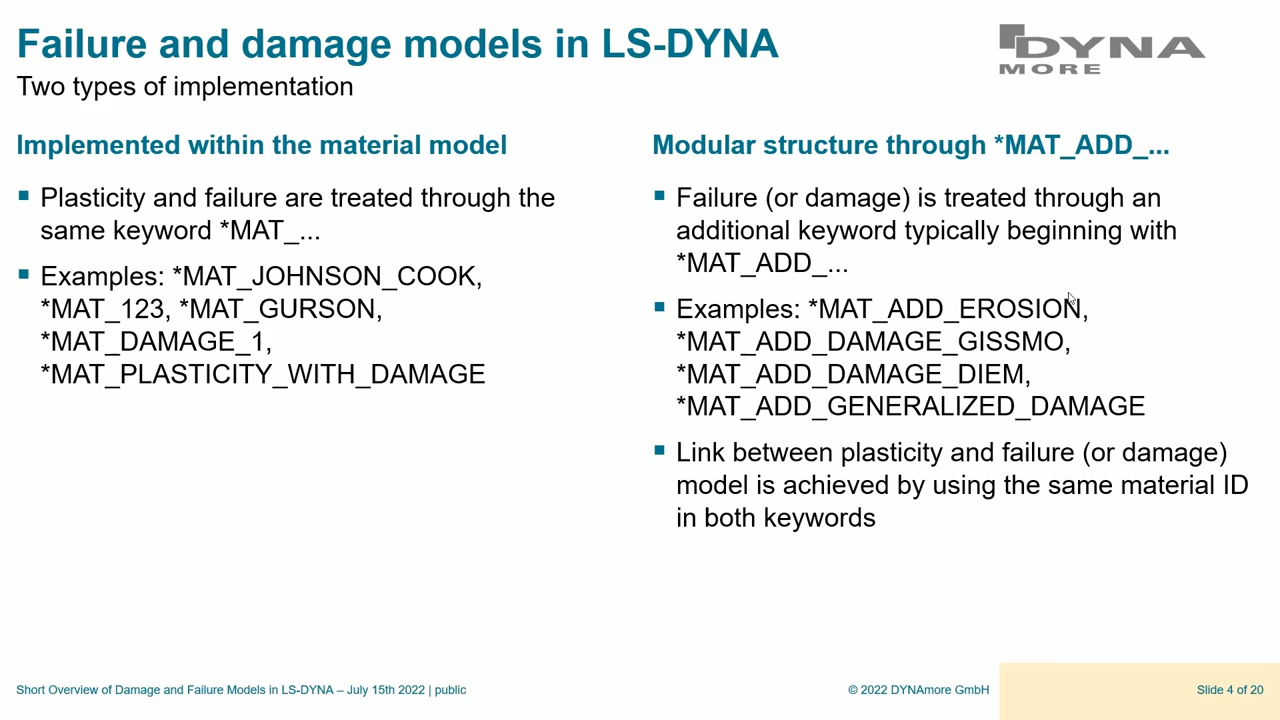 Failure and damage models in LS-DYNA
Two types of implementation
DYNA
MORE
Implemented within the material model
Plasticity and failure are treated through the
same keyword *MAT_...
Examples: *MAT_JOHNSON_COOK,
*MAT_123, *MAT_GURSON,
*MAT_DAMAGE_1,
*MAT_PLASTICITY_WITH_DAMAGE
Modular structure through *MAT_ADD_...
Failure (or damage) is treated through an
additional keyword typically beginning with
*MAT_ADD_...
Examples: *MAT_ADD_EROSION,
*MAT_ADD_DAMAGE_GISSMO,
*MAT_ADD_DAMAGE_DIEM,
*MAT_ADD_GENERALIZED_DAMAGE
Link between plasticity and failure (or damage)
model is achieved by using the same material ID
in both keywords
Short Overview of Damage and Failure Models in LS-DYNA – July 15th 2022 | public
© 2022 DYNAmore GmbH
Slide 4 of 20